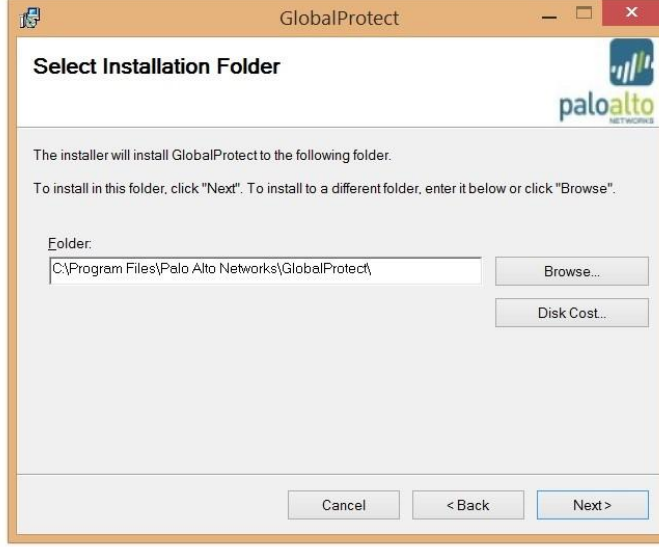 GlobalProtect
Select Installation Folder
paloalto
NETWORKS
The installer will install GlobalProtect to the following folder.
To install in this folder, click "Next". To install to a different folder, enter it below or click "Browse".
Folder:
C:\Program Files\Palo Alto Networks\GlobalProtect\
Browse...
Disk Cost...
Cancel
< Back
Next >